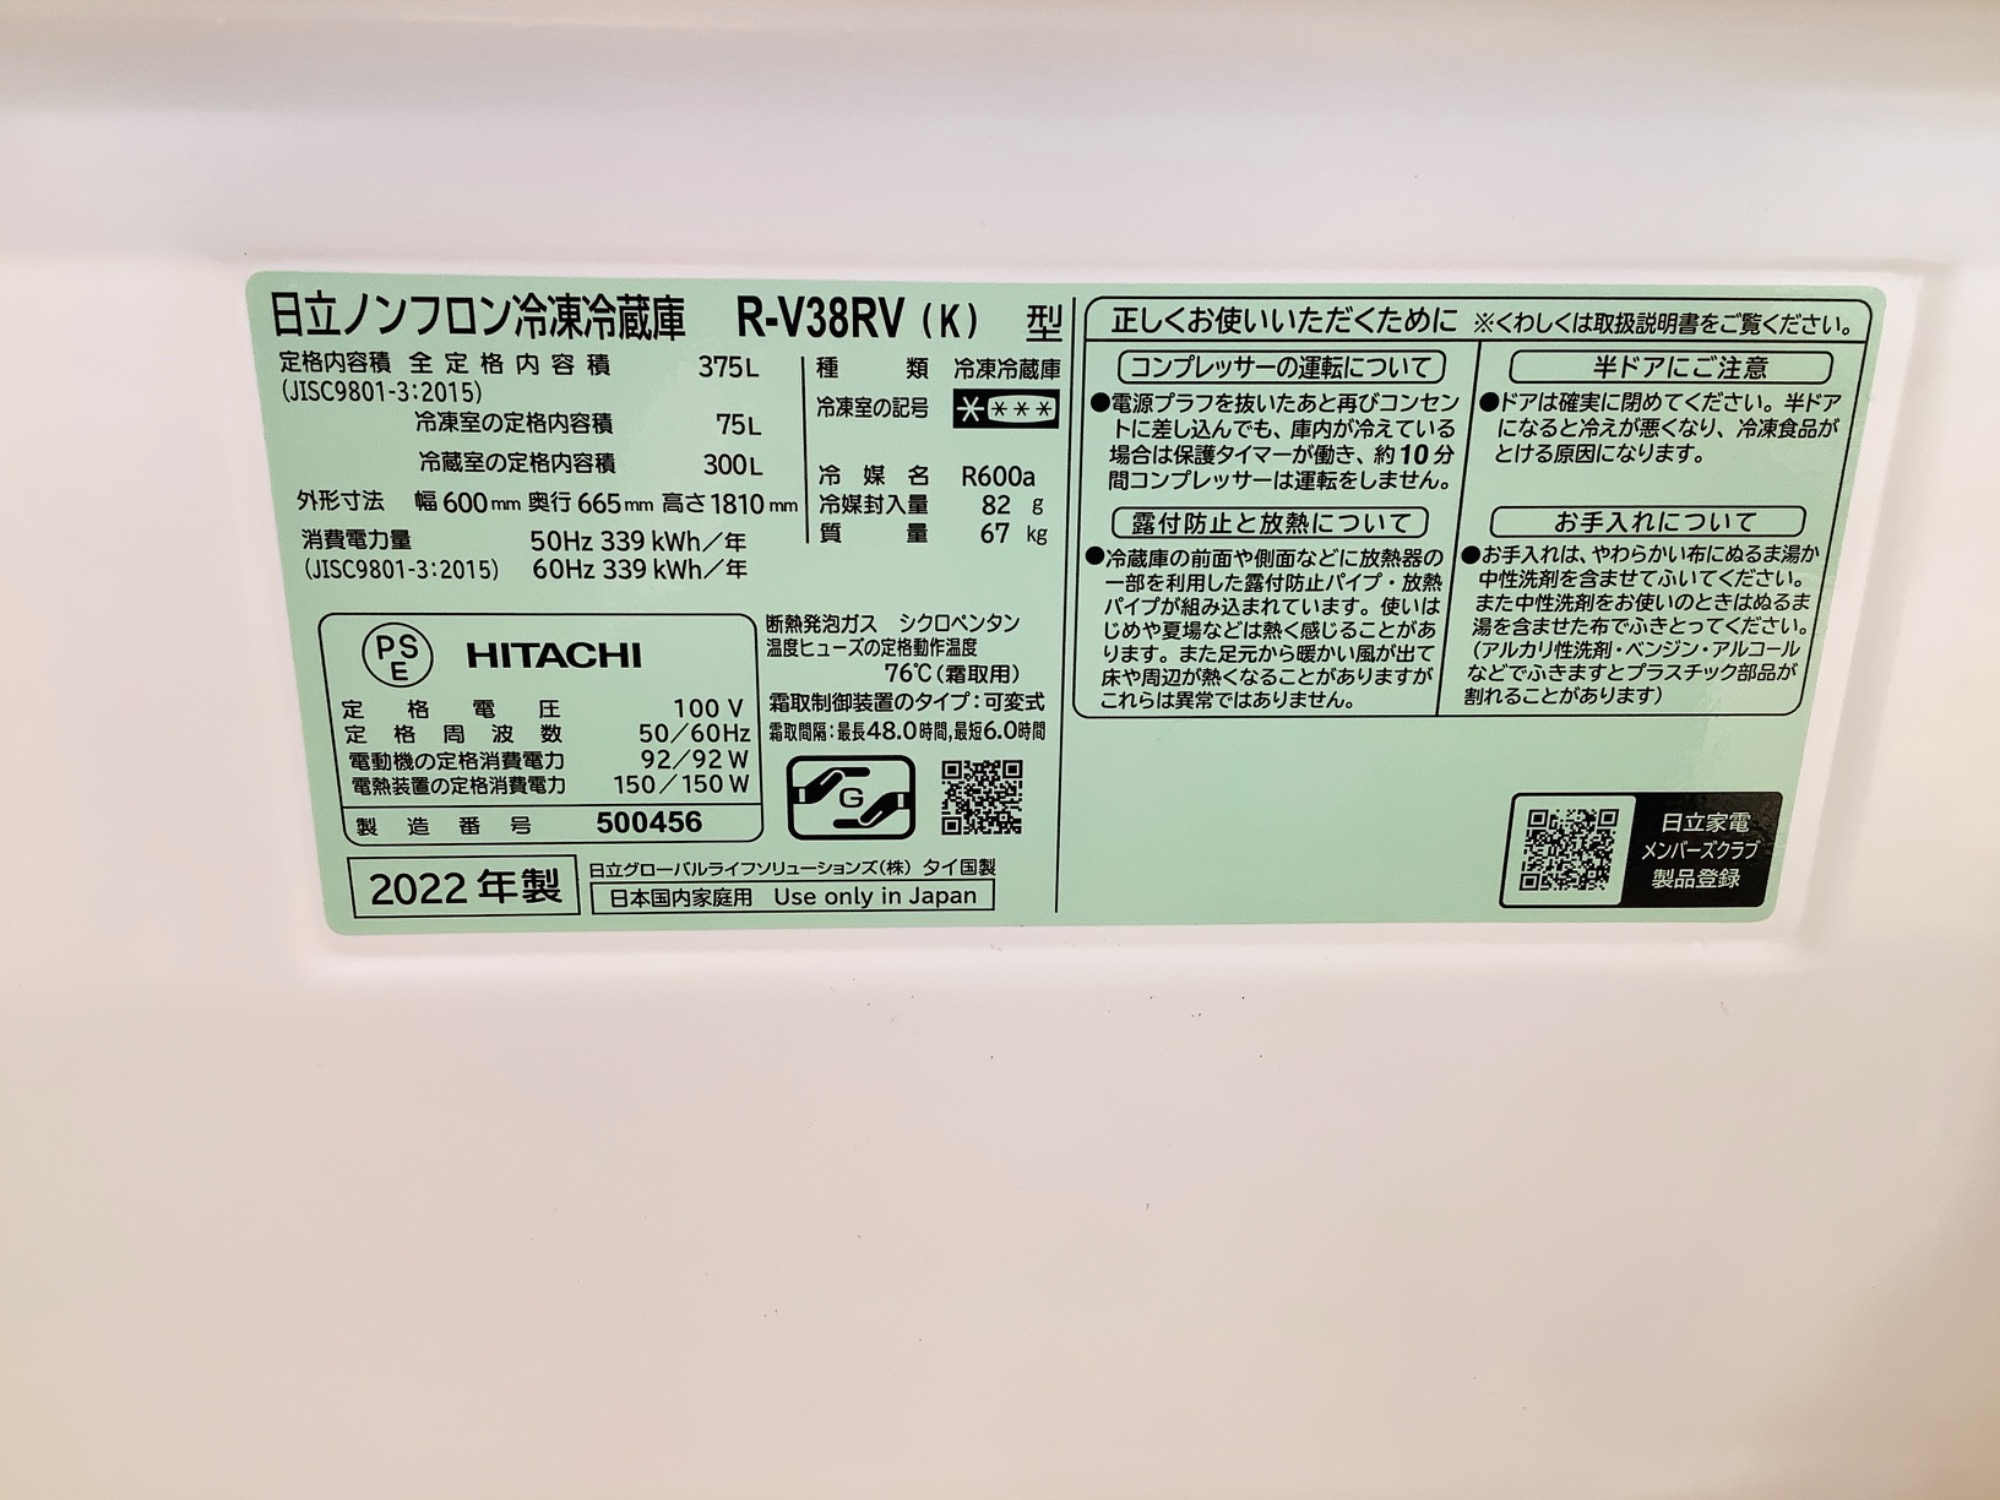 日立ノンフロン冷凍冷蔵庫 R-V38RV (K) 型
定格内容積 全定格内容積 375L
(JISC9801-3:2015)
冷凍室の定格内容積 75L
冷蔵室の定格内容積 300L
外形寸法 幅600mm 奥行665mm 高さ1810mm
消費電力量 50Hz 339 kWh/年
(JISC9801-3:2015) 60Hz 339 kWh/年
種類 冷凍冷蔵庫
冷凍室の記号 ****
冷媒名 R600a
冷媒封入量 82 g
質量 67 kg
PSE HITACHI
定格電圧 100 V
定格周波数 50/60Hz
電動機の定格消費電力 92/92 W
電熱装置の定格消費電力 150/150 W
製造番号 500456
断熱発泡ガス シクロペンタン
温度ヒューズの定格動作温度
76℃(霜取用)
霜取制御装置のタイプ:可変式
霜取間隔:最長48.0時間,最短6.0時間
G
2022年製
日立グローバルライフソリューションズ(株) タイ国製
日本国内家庭用 Use only in Japan
正しくお使いいただくために ※くわしくは取扱説明書をご覧ください。
コンプレッサーの運転について
●電源プラフを抜いたあと再びコンセン
トに差し込んでも、庫内が冷えている
場合は保護タイマーが働き、約10分
間コンプレッサーは運転をしません。
露付防止と放熱について
●冷蔵庫の前面や側面などに放熱器の
一部を利用した露付防止パイプ・放熱
パイプが組み込まれています。使いは
じめや夏場などは熱く感じることがあ
ります。また足元から暖かい風が出て
床や周辺が熱くなることがありますが
これらは異常ではありません。
半ドアにご注意
●ドアは確実に閉めてください。半ドア
になると冷えが悪くなり、冷凍食品が
とける原因になります。
お手入れについて
●お手入れは、やわらかい布にぬるま湯か
中性洗剤を含ませてふいてください。
また中性洗剤をお使いのときはぬるま
湯を含ませた布でふきとってください。
(アルカリ性洗剤・ベンジン・アルコール
などでふきますとプラスチック部品が
割れることがあります)
日立家電
メンバーズクラブ
製品登録